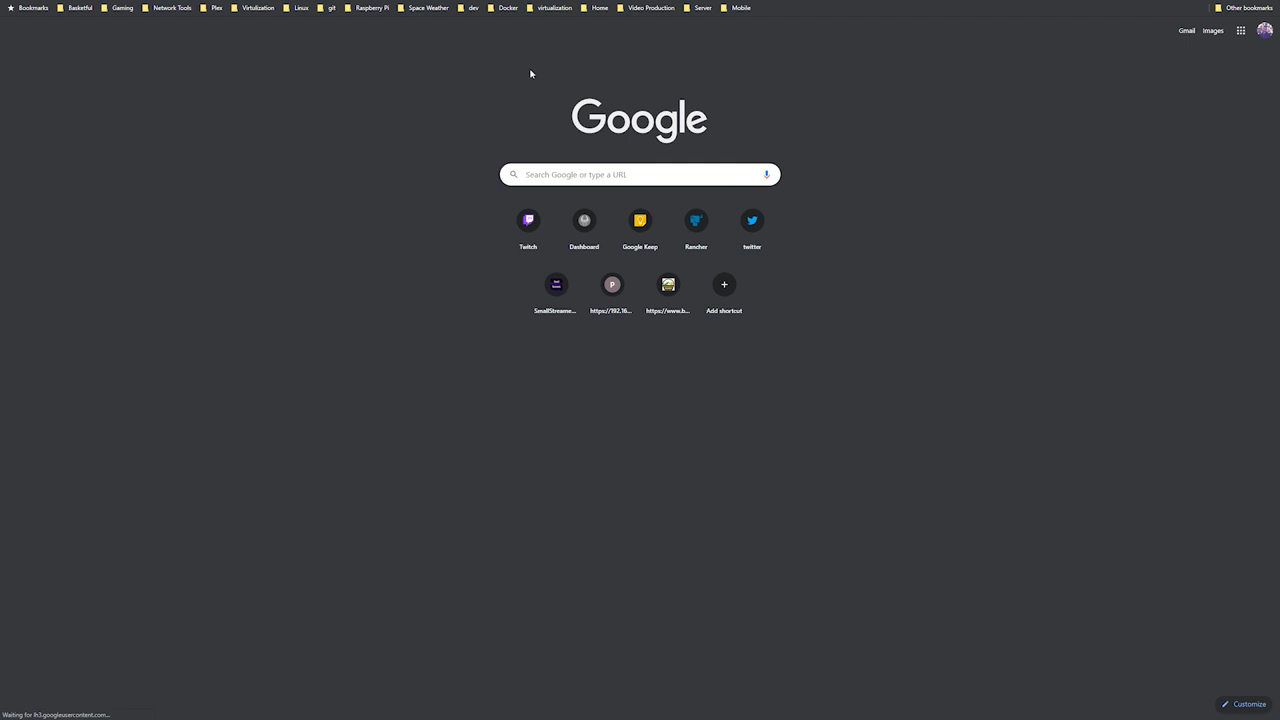 Bookmarks Basketful Gaming Network Tools Plex Virtulization Linux git Raspberry Pi Space Weather dev Docker virtualization Home Video Production Server Mobile Other bookmarks
Gmail Images
Google
Search Google or type a URL
Twitch Dashboard Google Keep Rancher twitter
P
SmallStreame... https://192.16... https://www.b... Add shortcut
Waiting for lh3.googleusercontent.com...
Customize